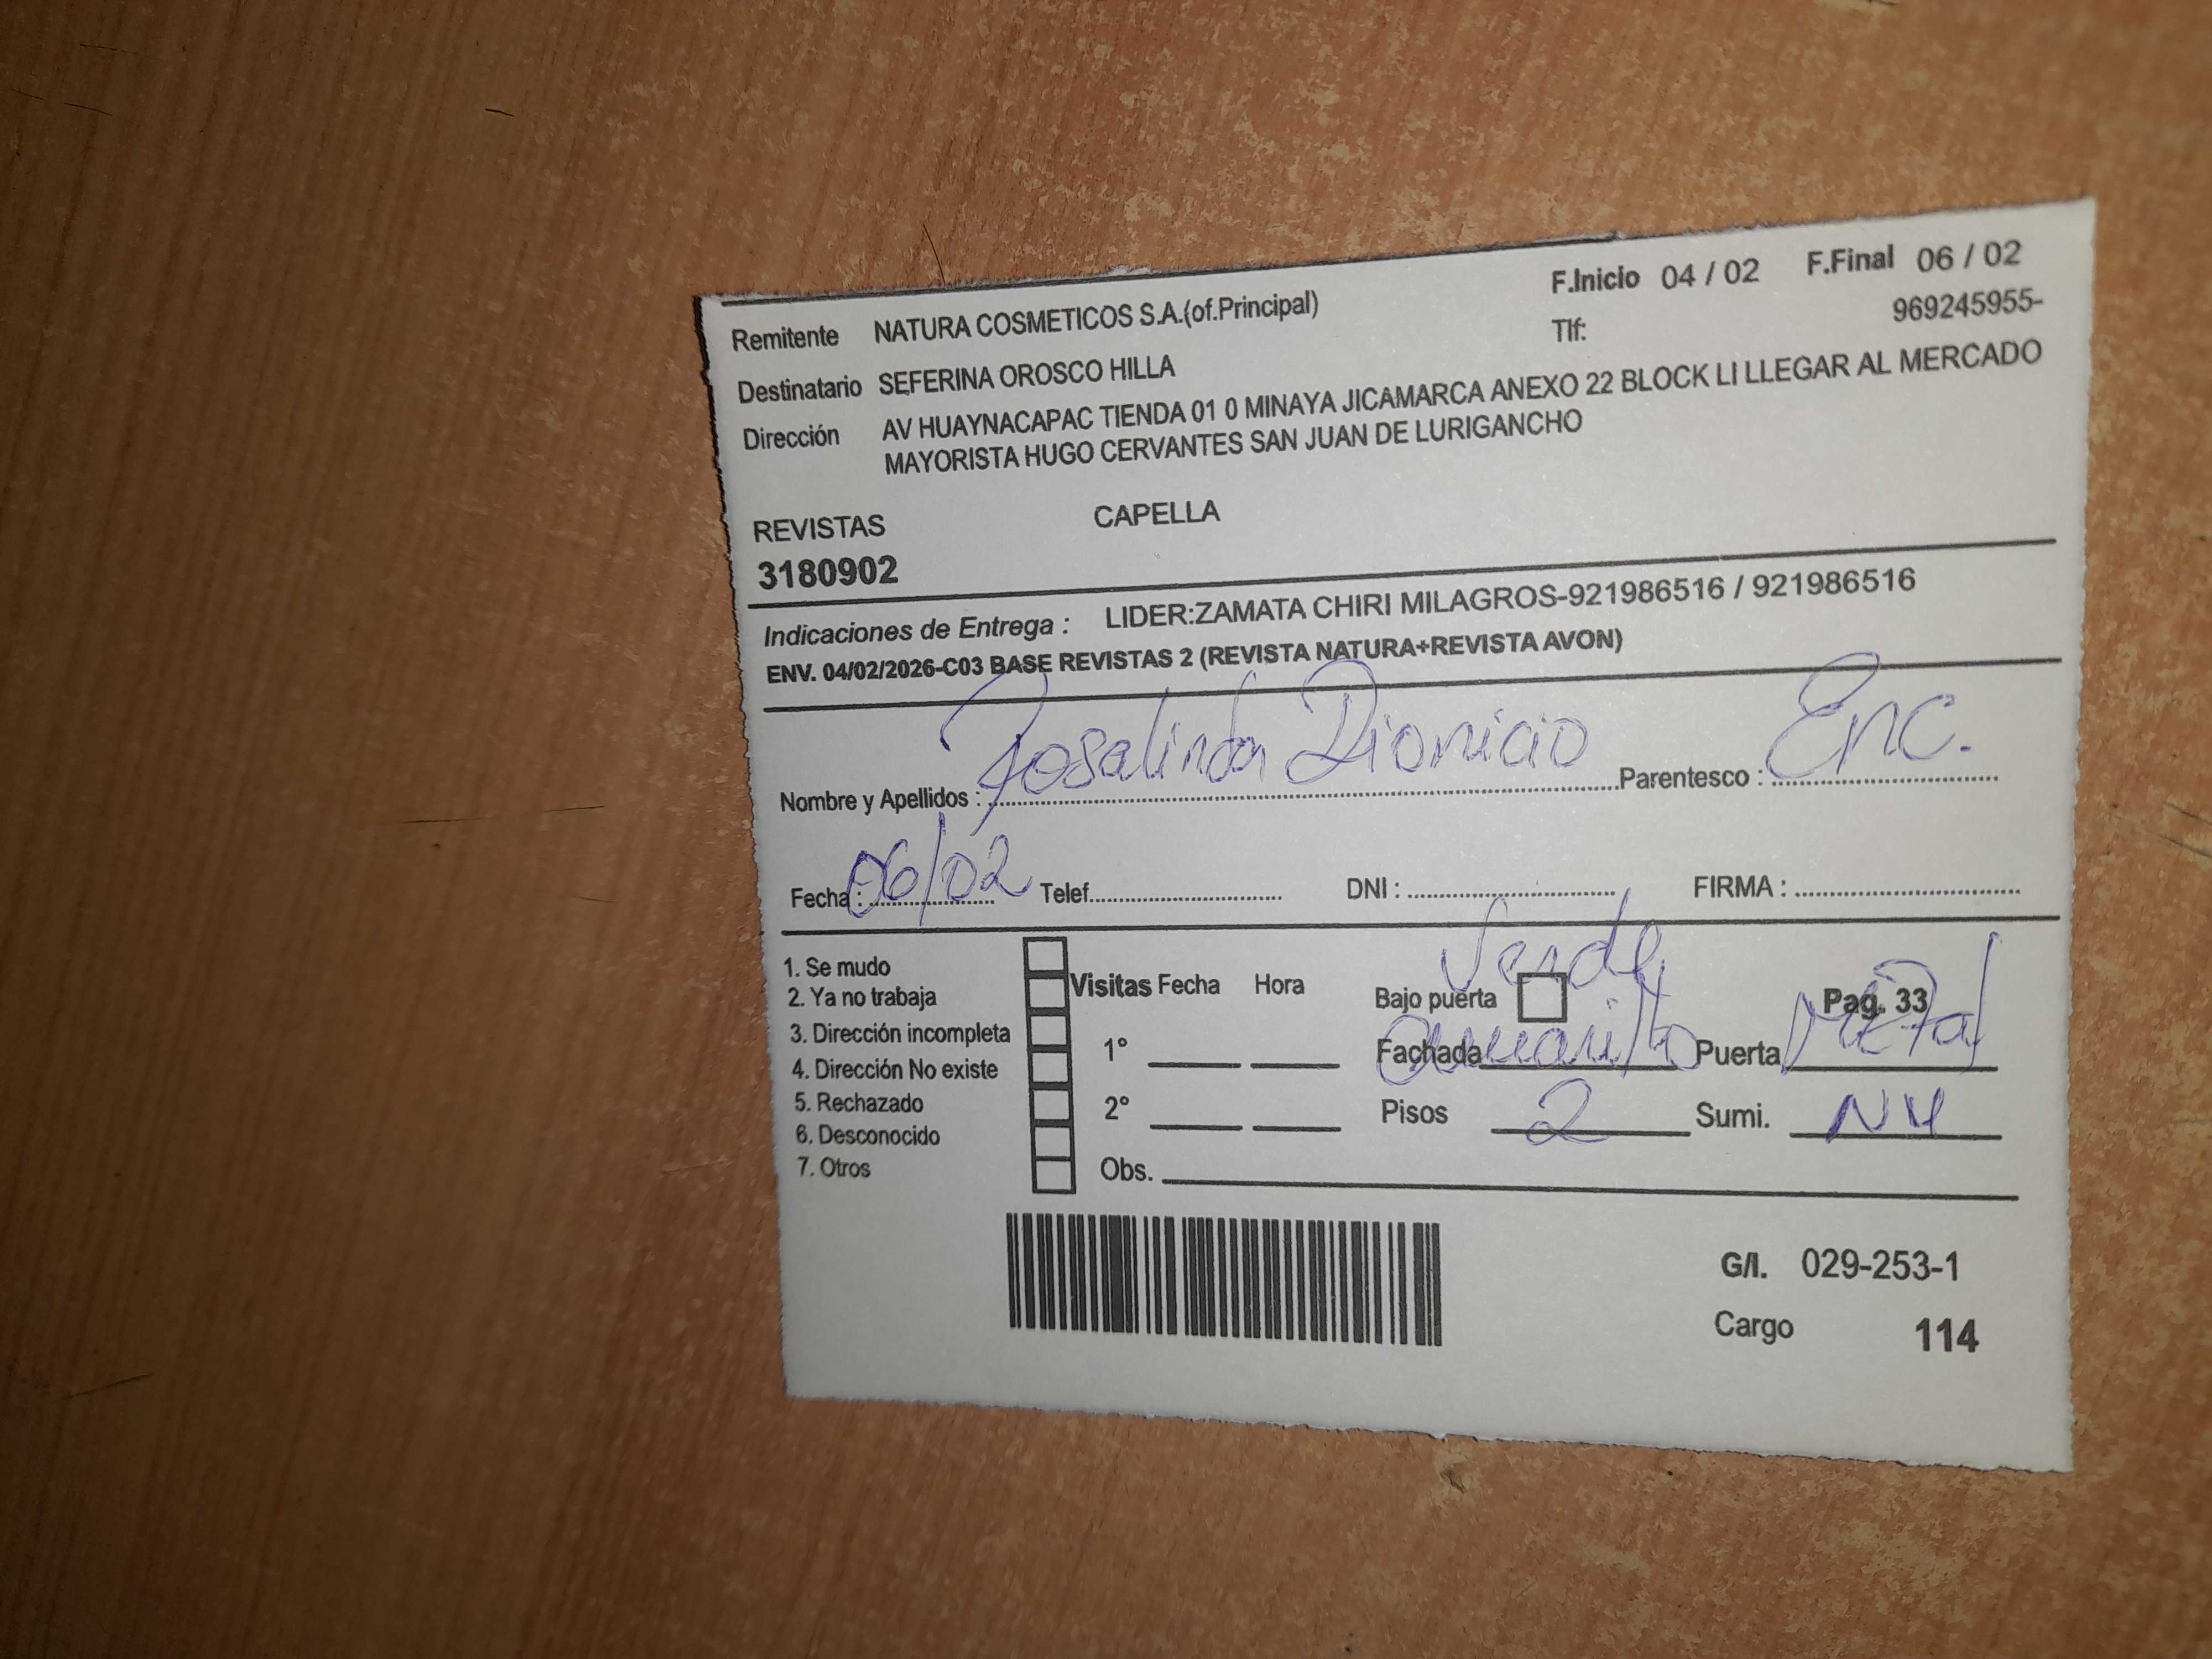 F.Inicio 04 / 02 F.Final 06 / 02
Remitente NATURA COSMETICOS S.A.(of.Principal) Tlf: 969245955-
Destinatario SEFERINA OROSCO HILLA
Dirección AV HUAYNACAPAC TIENDA 01 0 MINAYA JICAMARCA ANEXO 22 BLOCK LI LLEGAR AL MERCADO
MAYORISTA HUGO CERVANTES SAN JUAN DE LURIGANCHO
REVISTAS CAPELLA
3180902
Indicaciones de Entrega : LIDER:ZAMATA CHIRI MILAGROS-921986516 / 921986516
ENV. 04/02/2026-C03 BASE REVISTAS 2 (REVISTA NATURA+REVISTA AVON)
Nombre y Apellidos : Rosalinda Dionicio Parentesco : Enc.
Fecha : 06/02 Telef. DNI : FIRMA :
Verde
1. Se mudo
2. Ya no trabaja
3. Dirección incompleta
4. Dirección No existe
5. Rechazado
6. Desconocido
7. Otros
Visitas Fecha Hora
1°
2°
Obs.
Bajo puerta Pag. 33
Fachada Puerta Metal
Pisos 2 Sumi. N4
G/I. 029-253-1
Cargo 114